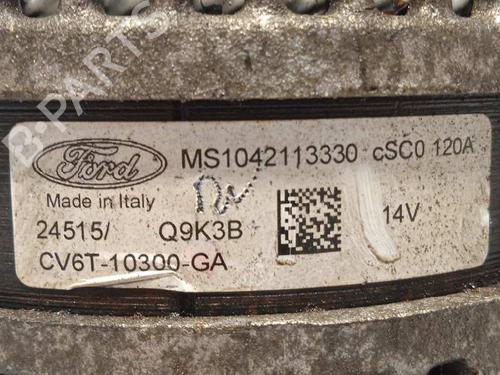 B-PARTS
Ford
MS1042113330 cSC0 120A
Made in Italy
24515/ Q9K3B
14V
CV6T-10300-GA